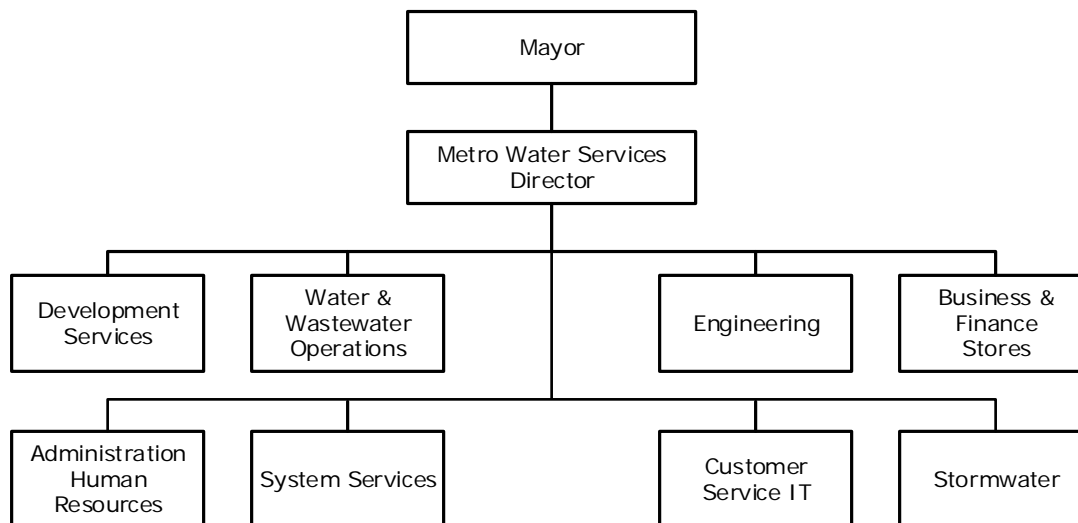 Mayor
Metro Water Services
Director
Development
Services
Water &
Wastewater
Operations
Engineering
Business &
Finance
Stores
Administration
Human
Resources
System Services
Customer
Service IT
Stormwater